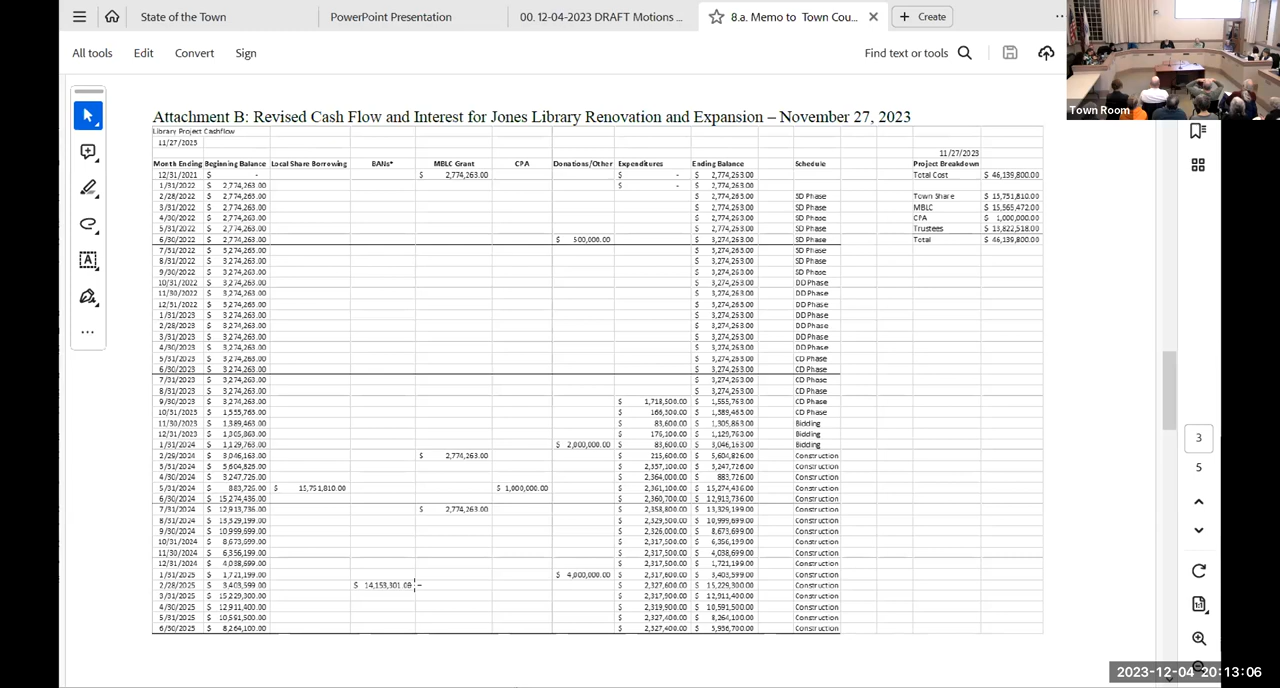 State of the Town
PowerPoint Presentation
00. 12-04-2023 DRAFT Motions ...
8.a. Memo to Town Cou...
Create
All tools Edit Convert Sign
Find text or tools
Town Room
Attachment B: Revised Cash Flow and Interest for Jones Library Renovation and Expansion – November 27, 2023
Library Project Cashflow
11/27/2023
11/27/2023
Month Ending Beginning Balance Local Share Borrowing BANs* MBLC Grant CPA Donations/Other Expenditures Ending Balance Schedule Project Breakdown
12/31/2021 $ - $ 2,774,263.00 $ - $ 2,774,263.00 Total Cost $ 46,139,800.00
1/31/2022 $ 2,774,263.00 $ - $ 2,774,263.00
2/28/2022 $ 2,774,263.00 $ 2,774,263.00 SD Phase Town Share $ 15,751,810.00
3/31/2022 $ 2,774,263.00 $ 2,774,263.00 SD Phase MBLC $ 15,565,472.00
4/30/2022 $ 2,774,263.00 $ 2,774,263.00 SD Phase CPA $ 1,000,000.00
5/31/2022 $ 2,774,263.00 $ 2,774,263.00 SD Phase Trustees $ 13,822,518.00
6/30/2022 $ 2,774,263.00 $ 500,000.00 $ 3,274,263.00 SD Phase Total $ 46,139,800.00
7/31/2022 $ 3,274,263.00 $ 3,274,263.00 SD Phase
8/31/2022 $ 3,274,263.00 $ 3,274,263.00 SD Phase
9/30/2022 $ 3,274,263.00 $ 3,274,263.00 SD Phase
10/31/2022 $ 3,274,263.00 $ 3,274,263.00 DD Phase
11/30/2022 $ 3,274,263.00 $ 3,274,263.00 DD Phase
12/31/2022 $ 3,274,263.00 $ 3,274,263.00 DD Phase
1/31/2023 $ 3,274,263.00 $ 3,274,263.00 DD Phase
2/28/2023 $ 3,274,263.00 $ 3,274,263.00 DD Phase
3/31/2023 $ 3,274,263.00 $ 3,274,263.00 DD Phase
4/30/2023 $ 3,274,263.00 $ 3,274,263.00 DD Phase
5/31/2023 $ 3,274,263.00 $ 3,274,263.00 CD Phase
6/30/2023 $ 3,274,263.00 $ 3,274,263.00 CD Phase
7/31/2023 $ 3,274,263.00 $ 3,274,263.00 CD Phase
8/31/2023 $ 3,274,263.00 $ 3,274,263.00 CD Phase
9/30/2023 $ 3,274,263.00 $ 1,718,500.00 $ 1,555,763.00 CD Phase
10/31/2023 $ 1,555,763.00 $ 166,300.00 $ 1,389,463.00 CD Phase
11/30/2023 $ 1,389,463.00 $ 83,600.00 $ 1,305,863.00 Bidding
12/31/2023 $ 1,305,863.00 $ 176,100.00 $ 1,129,763.00 Bidding
1/31/2024 $ 1,129,763.00 $ 2,000,000.00 $ 83,600.00 $ 3,046,163.00 Bidding
2/29/2024 $ 3,046,163.00 $ 2,774,263.00 $ 215,600.00 $ 5,604,826.00 Construction
3/31/2024 $ 5,604,826.00 $ 2,357,100.00 $ 3,247,726.00 Construction
4/30/2024 $ 3,247,726.00 $ 2,364,000.00 $ 883,726.00 Construction
5/31/2024 $ 883,726.00 $ 15,751,810.00 $ 1,000,000.00 $ 2,361,100.00 $ 15,274,436.00 Construction
6/30/2024 $ 15,274,436.00 $ 2,360,700.00 $ 12,913,736.00 Construction
7/31/2024 $ 12,913,736.00 $ 2,774,263.00 $ 2,358,800.00 $ 13,329,199.00 Construction
8/31/2024 $ 13,329,199.00 $ 2,329,500.00 $ 10,999,699.00 Construction
9/30/2024 $ 10,999,699.00 $ 2,326,000.00 $ 8,673,699.00 Construction
10/31/2024 $ 8,673,699.00 $ 2,317,500.00 $ 6,356,199.00 Construction
11/30/2024 $ 6,356,199.00 $ 2,317,500.00 $ 4,038,699.00 Construction
12/31/2024 $ 4,038,699.00 $ 2,317,500.00 $ 1,721,199.00 Construction
1/31/2025 $ 1,721,199.00 $ 4,000,000.00 $ 2,317,600.00 $ 3,403,599.00 Construction
2/28/2025 $ 3,403,599.00 $ 14,153,301.00 $ 2,327,600.00 $ 15,229,300.00 Construction
3/31/2025 $ 15,229,300.00 $ 2,317,900.00 $ 12,911,400.00 Construction
4/30/2025 $ 12,911,400.00 $ 2,319,900.00 $ 10,591,500.00 Construction
5/31/2025 $ 10,591,500.00 $ 2,327,400.00 $ 8,264,100.00 Construction
6/30/2025 $ 8,264,100.00 $ 2,327,400.00 $ 5,936,700.00 Construction
3
5
2023-12-04 20:13:06